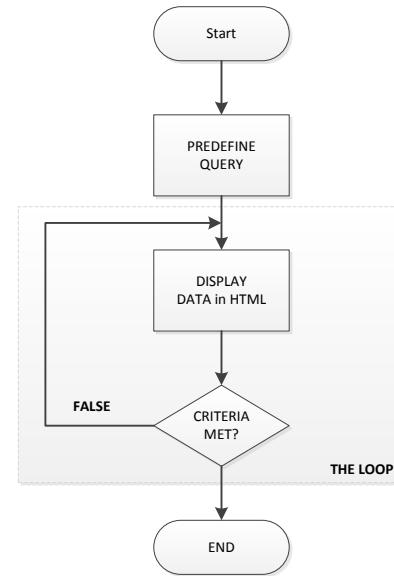 Start
PREDEFINE
QUERY
DISPLAY
DATA in HTML
FALSE
CRITERIA
MET?
THE LOOP
END